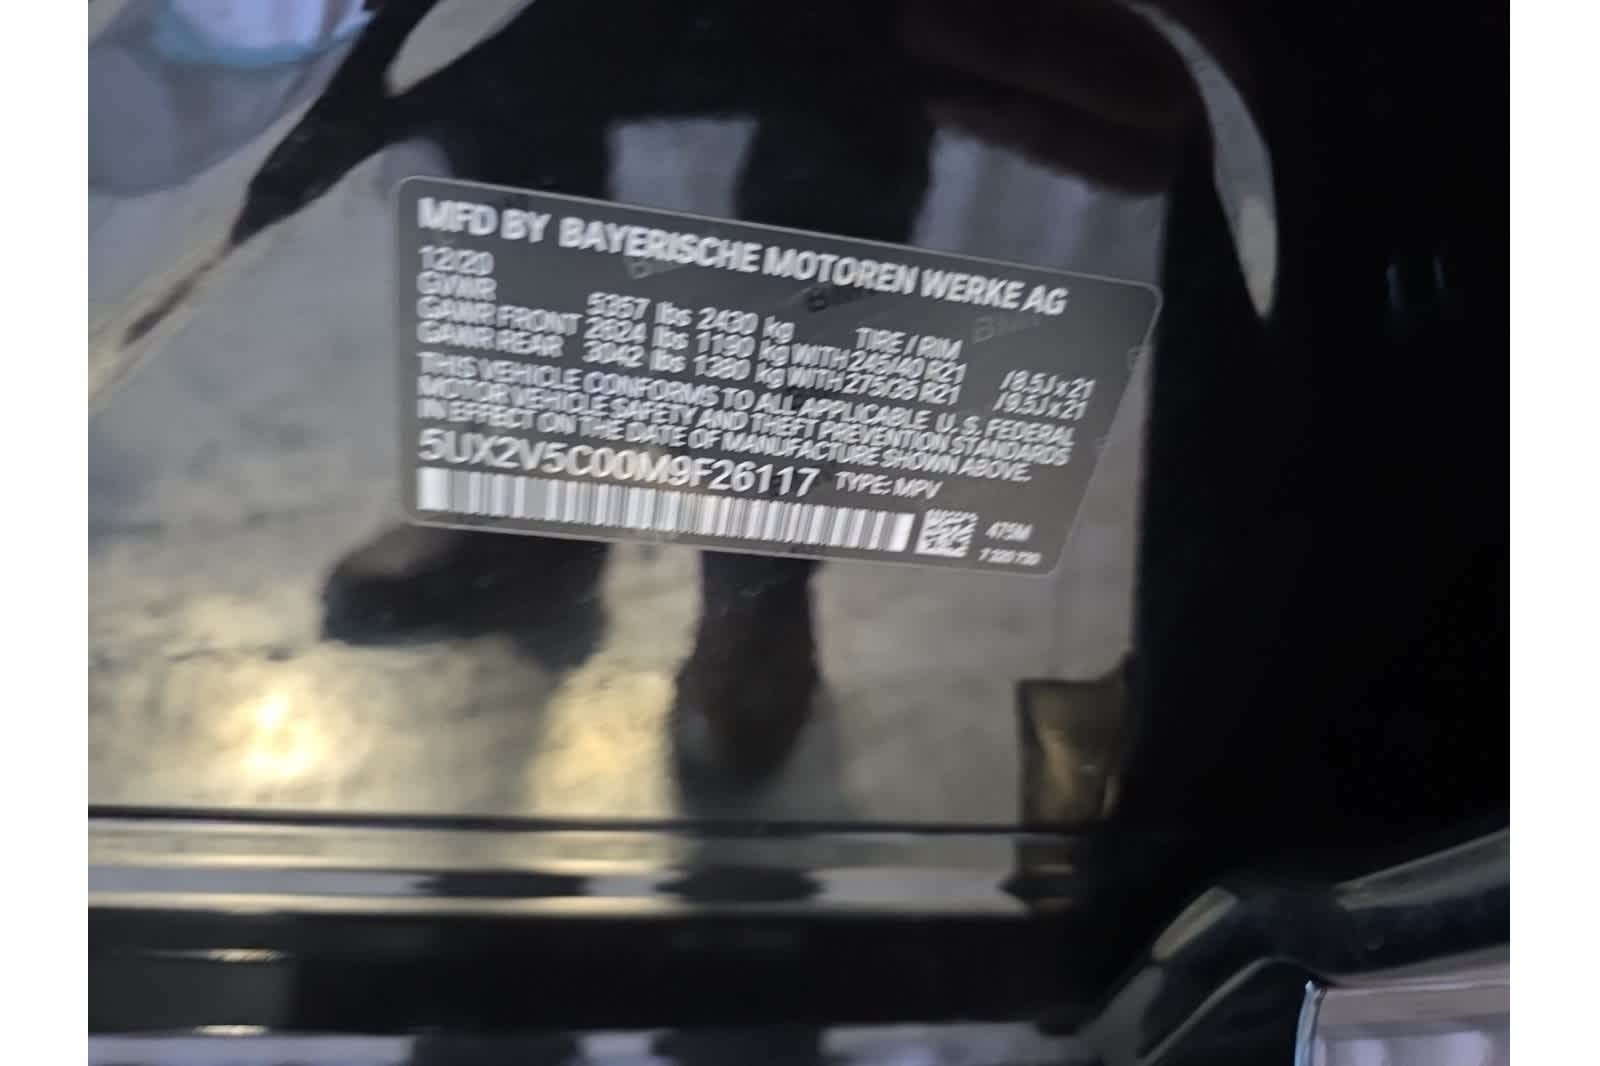 MFD BY BAYERISCHE MOTOREN WERKE AG
12/20
GVWR 5357 lbs 2430 kg TIRE / RIM
GAWR FRONT 2624 lbs 1190 kg WITH 245/40 R21 / 9.5J x 21
GAWR REAR 3042 lbs 1380 kg WITH 275/35 R21 / 9.5J x 21
THIS VEHICLE CONFORMS TO ALL APPLICABLE U. S. FEDERAL
MOTOR VEHICLE SAFETY AND THEFT PREVENTION STANDARDS
IN EFFECT ON THE DATE OF MANUFACTURE SHOWN ABOVE.
5UX2V5C00M9F26117 TYPE: MPV
475M